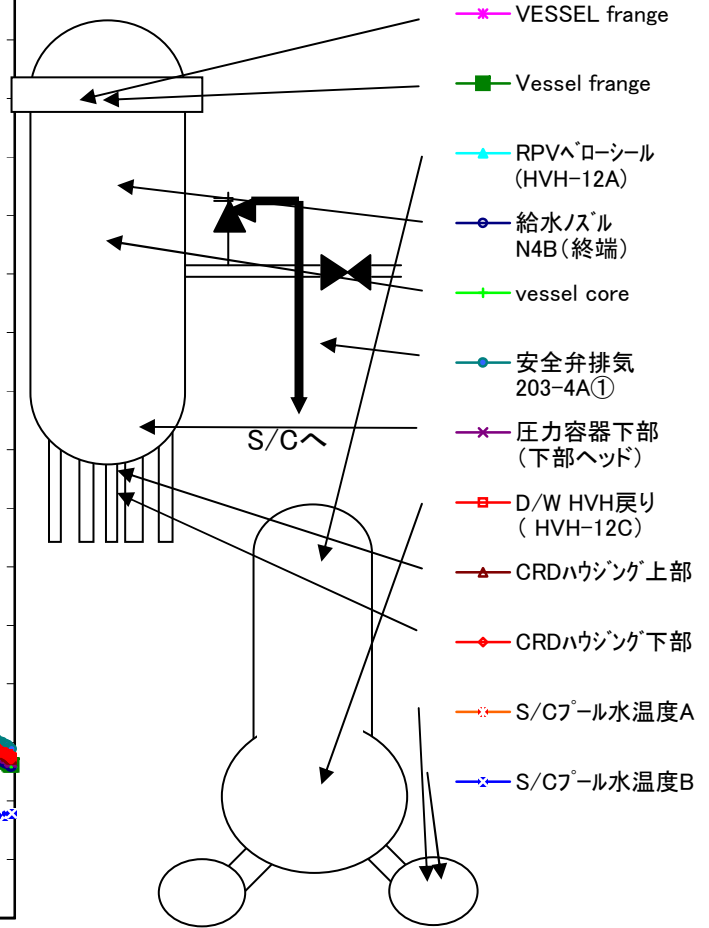 VESSEL frange
Vessel frange
RPVベローシール
(HVH-12A)
給水ノズル
N4B(終端)
vessel core
安全弁排気
203-4A①
圧力容器下部
(下部ヘッド)
D/W HVH戻り
( HVH-12C)
CRDハウジング上部
CRDハウジング下部
S/Cプール水温度A
S/Cプール水温度B
S/Cへ